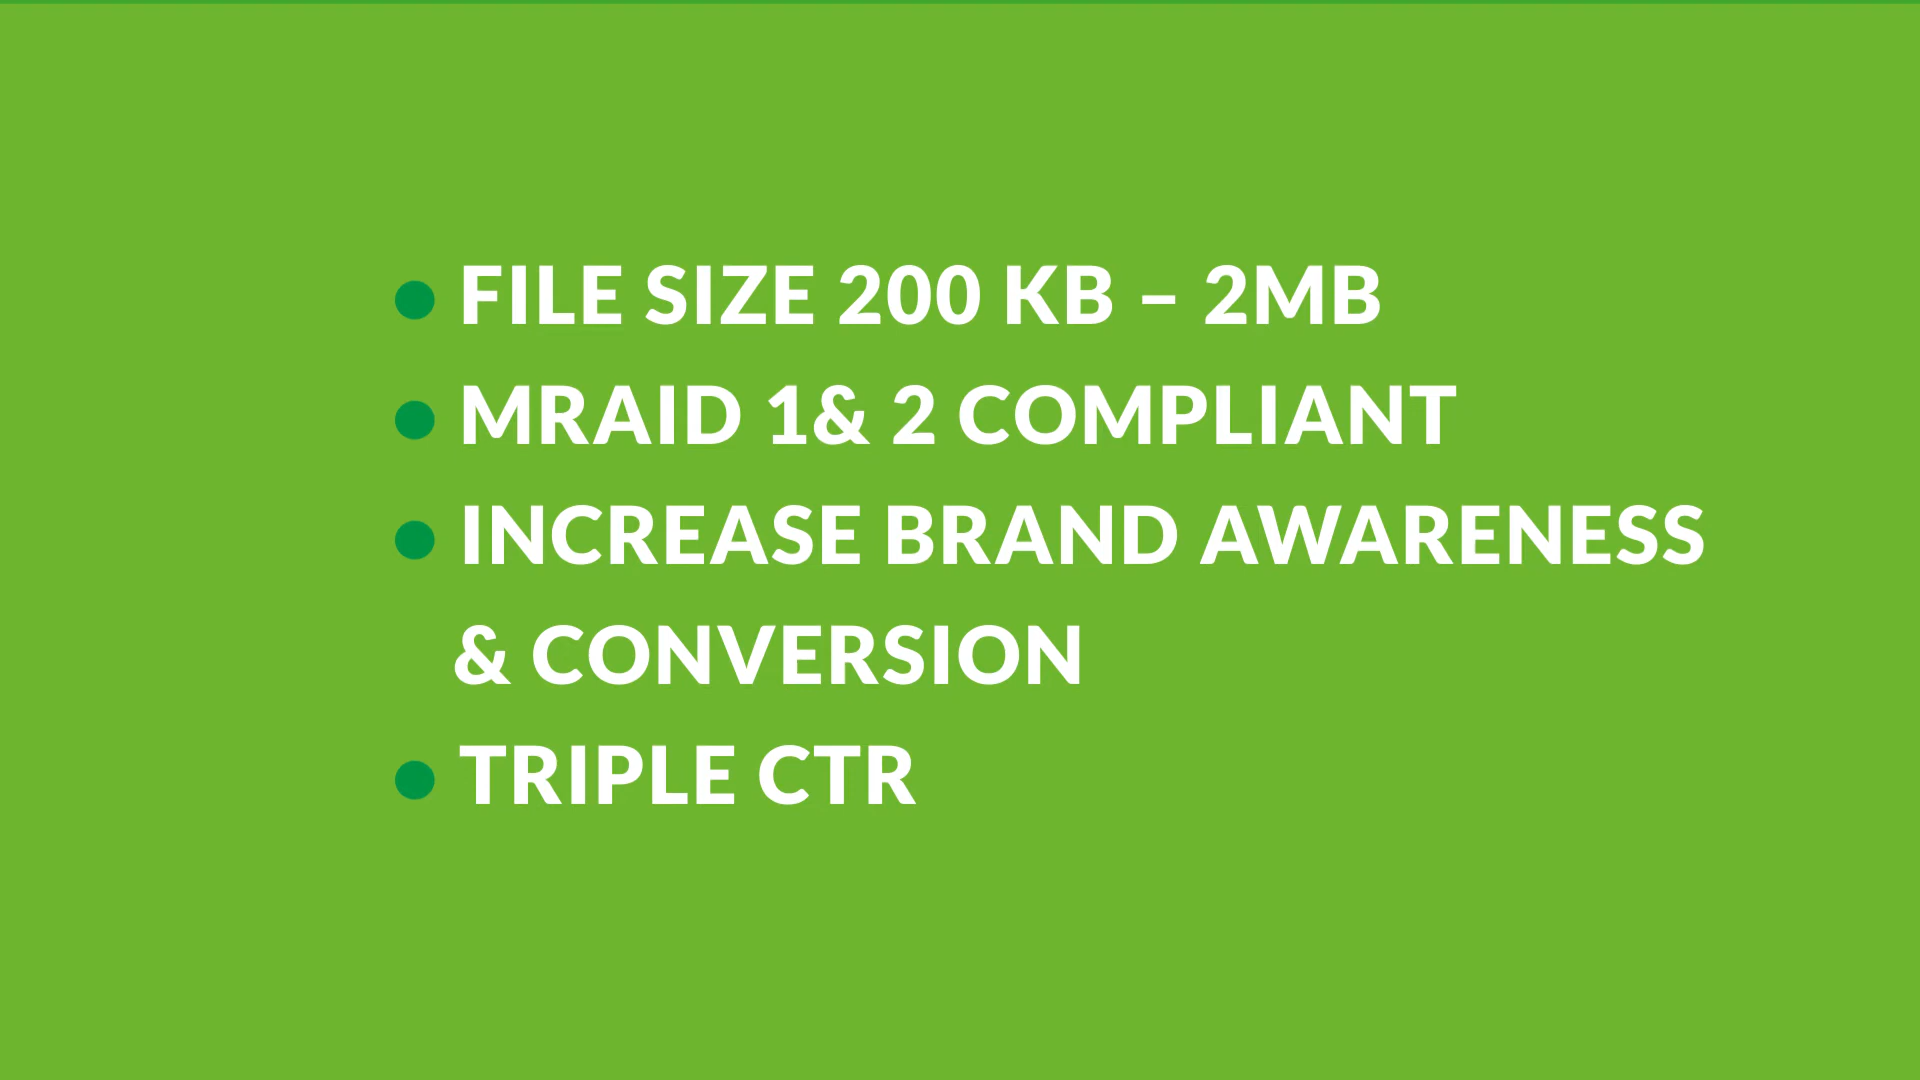 FILE SIZE 200 KB – 2MB
MRAID 1& 2 COMPLIANT
INCREASE BRAND AWARENESS
& CONVERSION
TRIPLE CTR